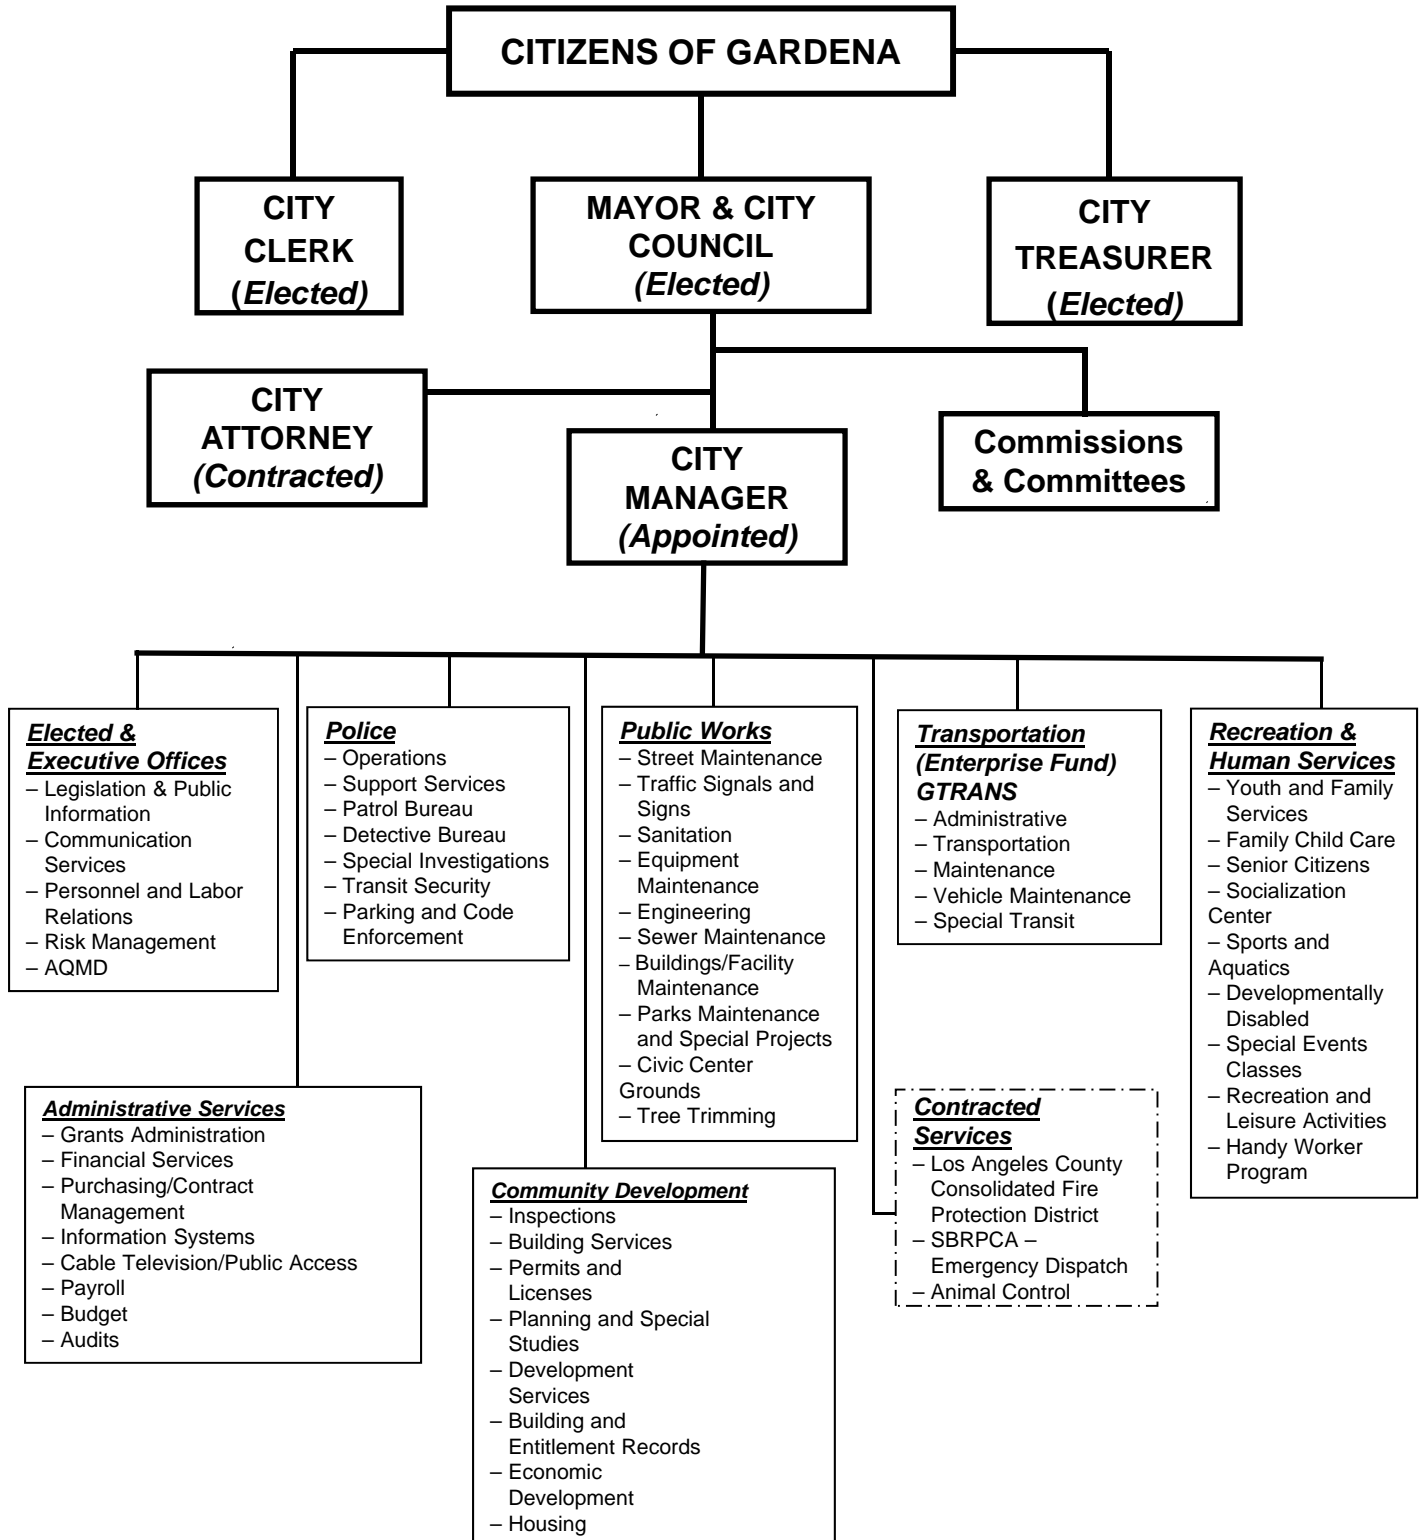 CITIZENS OF GARDENA
CITY
CLERK
(Elected)
MAYOR & CITY
COUNCIL
(Elected)
CITY
TREASURER
(Elected)
CITY
ATTORNEY
(Contracted)
CITY
MANAGER
(Appointed)
Commissions
& Committees
Elected &
Executive Offices
– Legislation & Public
Information
– Communication
Services
– Personnel and Labor
Relations
– Risk Management
– AQMD
Police
– Operations
– Support Services
– Patrol Bureau
– Detective Bureau
– Special Investigations
– Transit Security
– Parking and Code
Enforcement
Public Works
– Street Maintenance
– Traffic Signals and
Signs
– Sanitation
– Equipment
Maintenance
– Engineering
– Sewer Maintenance
– Buildings/Facility
Maintenance
– Parks Maintenance
and Special Projects
– Civic Center
Grounds
– Tree Trimming
Transportation
(Enterprise Fund)
GTRANS
– Administrative
– Transportation
– Maintenance
– Vehicle Maintenance
– Special Transit
Recreation &
Human Services
– Youth and Family
Services
– Family Child Care
– Senior Citizens
– Socialization
Center
– Sports and
Aquatics
– Developmentally
Disabled
– Special Events
Classes
– Recreation and
Leisure Activities
– Handy Worker
Program
Administrative Services
– Grants Administration
– Financial Services
– Purchasing/Contract
Management
– Information Systems
– Cable Television/Public Access
– Payroll
– Budget
– Audits
Community Development
– Inspections
– Building Services
– Permits and
Licenses
– Planning and Special
Studies
– Development
Services
– Building and
Entitlement Records
– Economic
Development
– Housing
Contracted
Services
– Los Angeles County
Consolidated Fire
Protection District
– SBRPCA –
Emergency Dispatch
– Animal Control